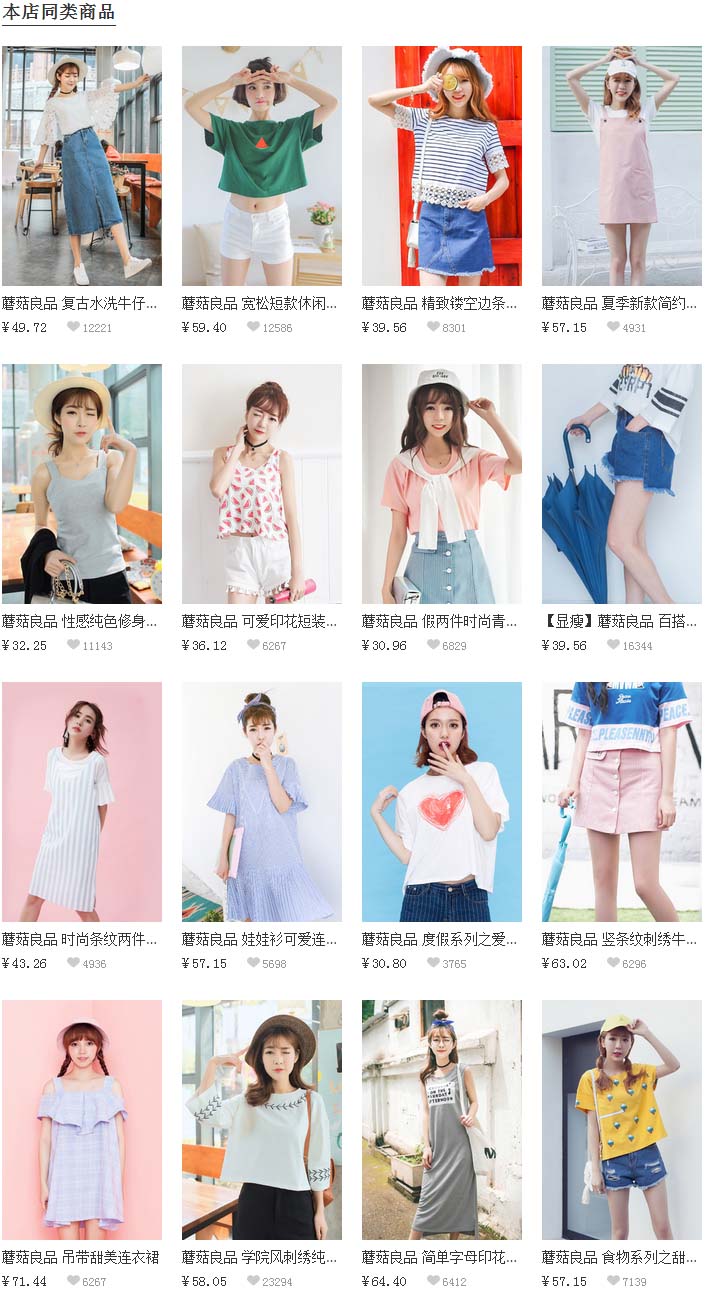 本店同类商品
蘑菇良品 复古水洗牛仔...
¥49.72 12221
蘑菇良品 宽松短款休闲...
¥59.40 12586
蘑菇良品 精致镂空边条...
¥39.56 8301
蘑菇良品 夏季新款简约...
¥57.15 4931
蘑菇良品 性感纯色修身...
¥32.25 11143
蘑菇良品 可爱印花短装...
¥36.12 6267
蘑菇良品 假两件时尚青...
¥30.96 6829
【显瘦】蘑菇良品 百搭...
¥39.56 16344
PLEASENNYO
PEACE.
蘑菇良品 时尚条纹两件...
¥43.26 4936
蘑菇良品 娃娃衫可爱连...
¥57.15 5698
蘑菇良品 度假系列之爱...
¥30.80 3765
蘑菇良品 竖条纹刺绣牛...
¥63.02 6296
蘑菇良品 吊带甜美连衣裙
¥71.44 6267
蘑菇良品 学院风刺绣纯...
¥58.05 23294
蘑菇良品 简单字母印花...
¥64.40 6412
蘑菇良品 食物系列之甜...
¥57.15 7139